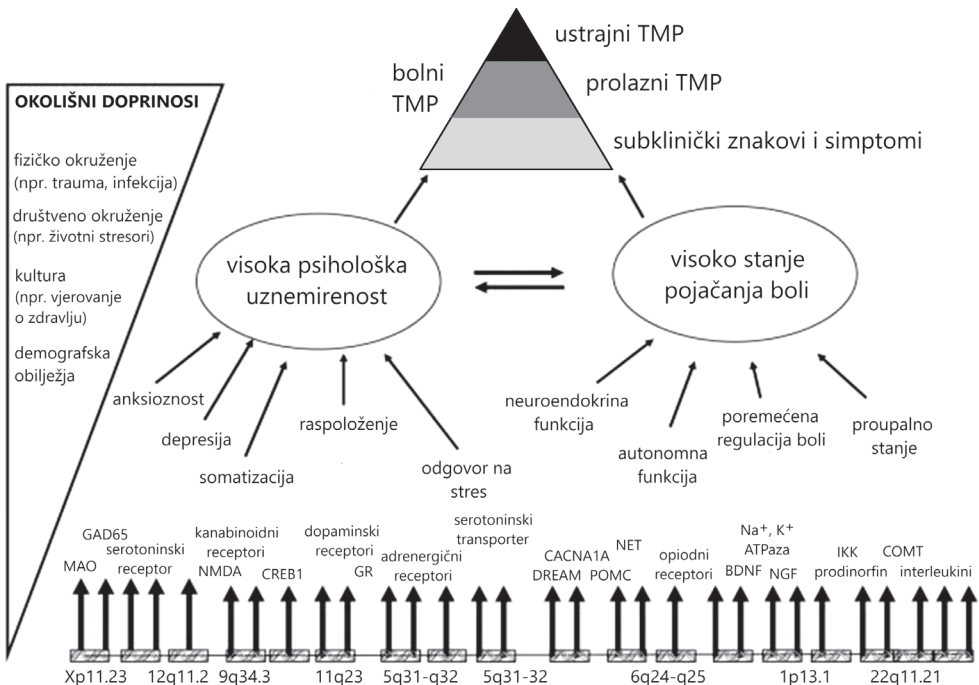 ustrajni TMP
bolni
TMP
prolazni TMP
subklinički znakovi i simptomi
OKOLIŠNI DOPRINOSI
fizičko okruženje
(npr. trauma, infekcija)
društveno okruženje
(npr. životni stresori)
kultura
(npr. vjerovanje
o zdravlju)
demografska
obilježja
visoka psihološka
uznemirenost
visoko stanje
pojačanja boli
anksioznost
depresija
somatizacija
raspoloženje
odgovor na
stres
neuroendokrina
funkcija
autonomna
funkcija
poremećena
regulacija boli
proupalno
stanje
MAO
GAD65
serotoninski
receptor
kanabinoidni
receptori
NMDA
CREB1
dopaminski
receptori
GR
adrenergični
receptori
serotoninski
transporter
CACNA1A
DREAM
POMC
NET
opiodni
receptori
Na⁺, K⁺
ATPaza
BDNF
NGF
IKK
prodinorfin
COMT
interleukini
Xp11.23
12q11.2
9q34.3
11q23
5q31-q32
5q31-32
6q24-q25
1p13.1
22q11.21